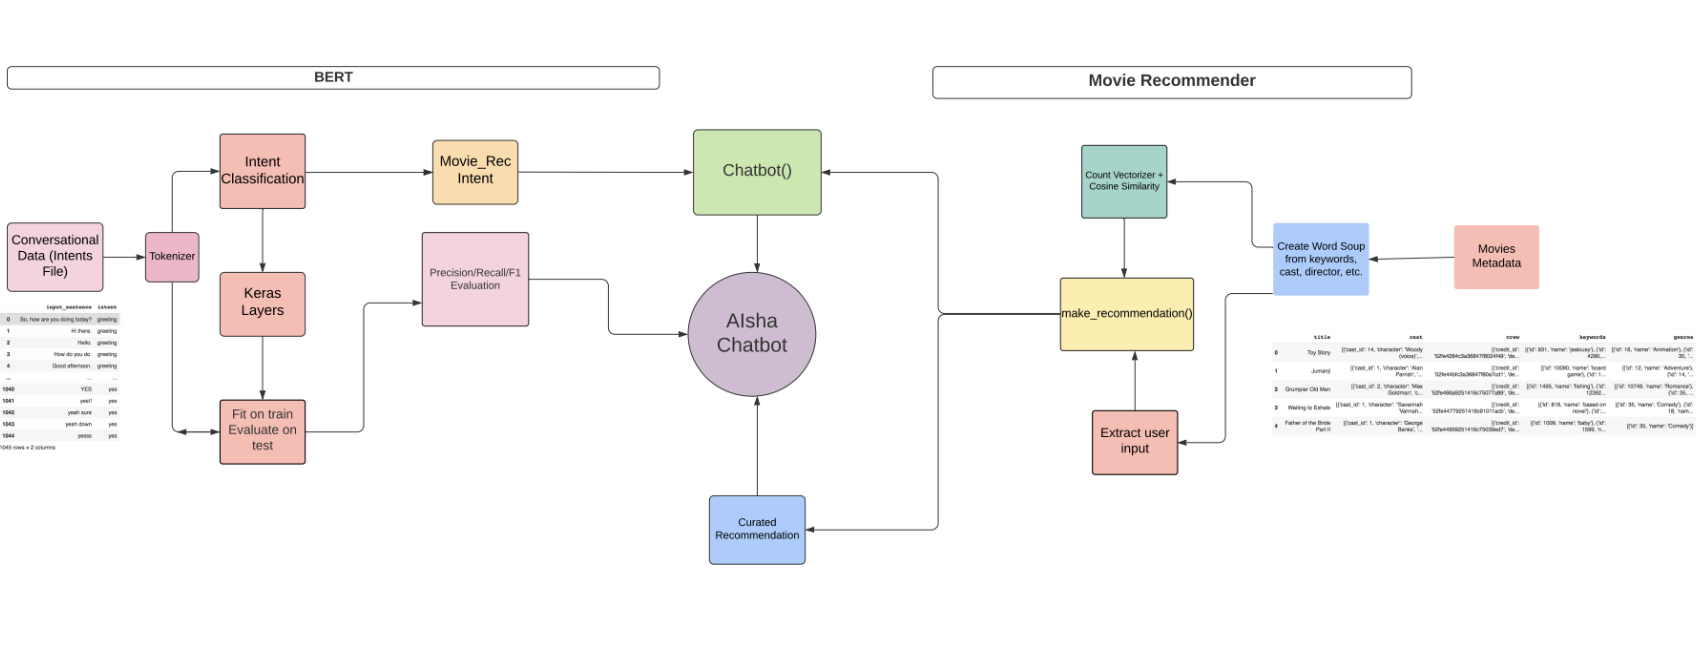 BERT
Movie Recommender
Intent
Classification
Movie_Rec
Intent
Chatbot()
Count Vectorizer +
Cosine Similarity
Conversational
Data (Intents
File)
Tokenizer
Precision/Recall/F1
Evaluation
Create Word Soup
from keywords,
cast, director, etc.
Movies
Metadata
Keras
Layers
AIsha
Chatbot
make_recommendation()
Fit on train
Evaluate on
test
Extract user
input
Curated
Recommendation
input_sentence intent
0 So, how are you doing today? greeting
1 Hi there. greeting
2 Hello. greeting
3 How do you do. greeting
4 Good afternoon. greeting
... ... ...
1040 YES yes
1041 yes!! yes
1042 yeah sure yes
1043 yeah down yes
1044 yesss yes
1045 rows × 2 columns
title cast crew keywords genres
0 Toy Story [{'cast_id': 14, 'character': 'Woody
(voice)',... [{'credit_id': [{'id': 931, 'name': 'jealousy'}, {'id':
4290,... [{'id': 16, 'name': 'Animation'}, {'id':
35, '...
1 Jumanji [{'cast_id': 1, 'character': 'Alan
Parrish', '... [{'credit_id': [{'id': 10090, 'name': 'board
game'}, {'id': 1... [{'id': 12, 'name': 'Adventure'},
{'id': 14, '...
2 Grumpier Old Men [{'cast_id': 2, 'character': 'Max
Goldman', 'c... [{'credit_id': [{'id': 1495, 'name': 'fishing'}, {'id':
12392... [{'id': 10749, 'name': 'Romance'},
{'id': 35, ...
3 Waiting to Exhale [{'cast_id': 1, 'character': "Savannah
'Vannah... [{'credit_id': [{'id': 818, 'name': 'based on
novel'}, {'id':... [{'id': 35, 'name': 'Comedy'}, {'id':
18, 'nam...
4 Father of the Bride
Part II [{'cast_id': 1, 'character': 'George
Banks', '... [{'credit_id': [{'id': 1009, 'name': 'baby'}, {'id':
1599, 'n... [{'id': 35, 'name': 'Comedy'}]